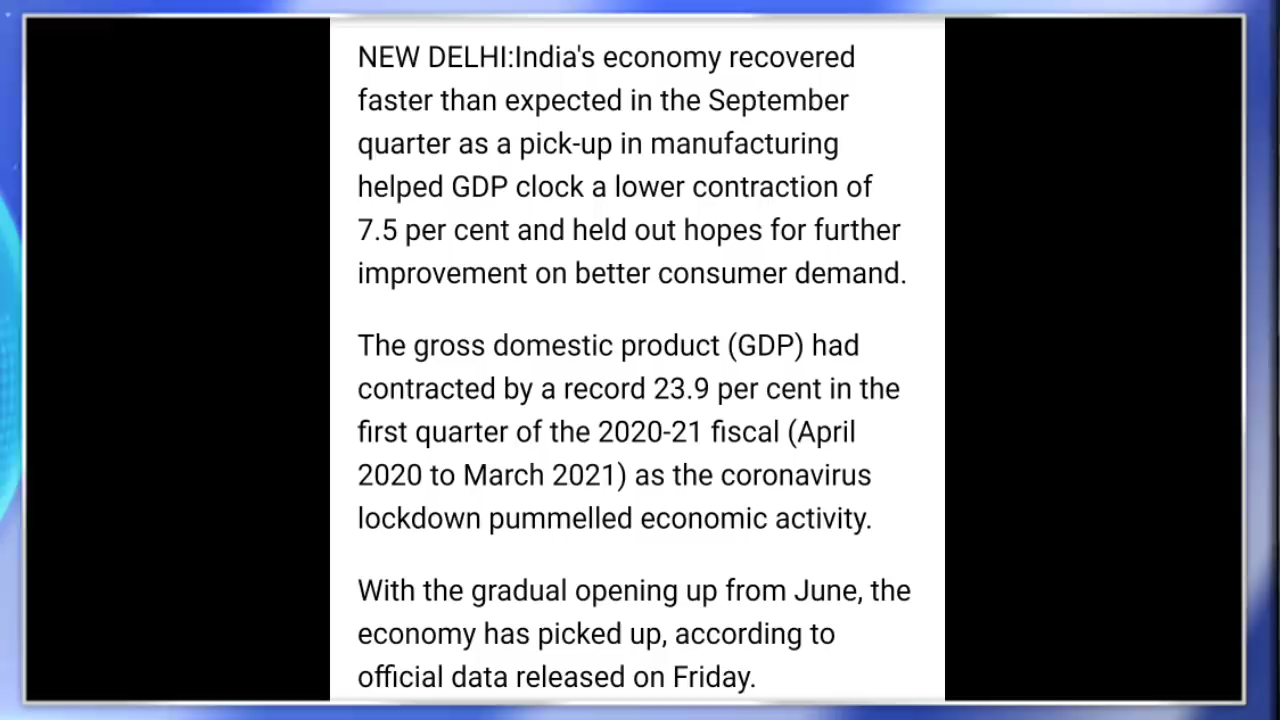 NEW DELHI:India's economy recovered
faster than expected in the September
quarter as a pick-up in manufacturing
helped GDP clock a lower contraction of
7.5 per cent and held out hopes for further
improvement on better consumer demand.
The gross domestic product (GDP) had
contracted by a record 23.9 per cent in the
first quarter of the 2020-21 fiscal (April
2020 to March 2021) as the coronavirus
lockdown pummelled economic activity.
With the gradual opening up from June, the
economy has picked up, according to
official data released on Friday.